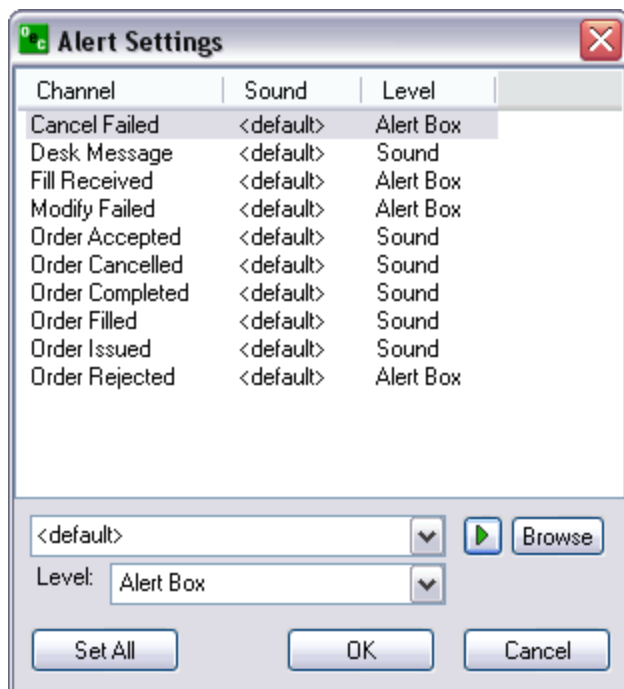 Oec Alert Settings
Channel Sound Level
Cancel Failed <default> Alert Box
Desk Message <default> Sound
Fill Received <default> Alert Box
Modify Failed <default> Alert Box
Order Accepted <default> Sound
Order Cancelled <default> Sound
Order Completed <default> Sound
Order Filled <default> Sound
Order Issued <default> Sound
Order Rejected <default> Alert Box
<default> Browse
Level: Alert Box
Set All OK Cancel